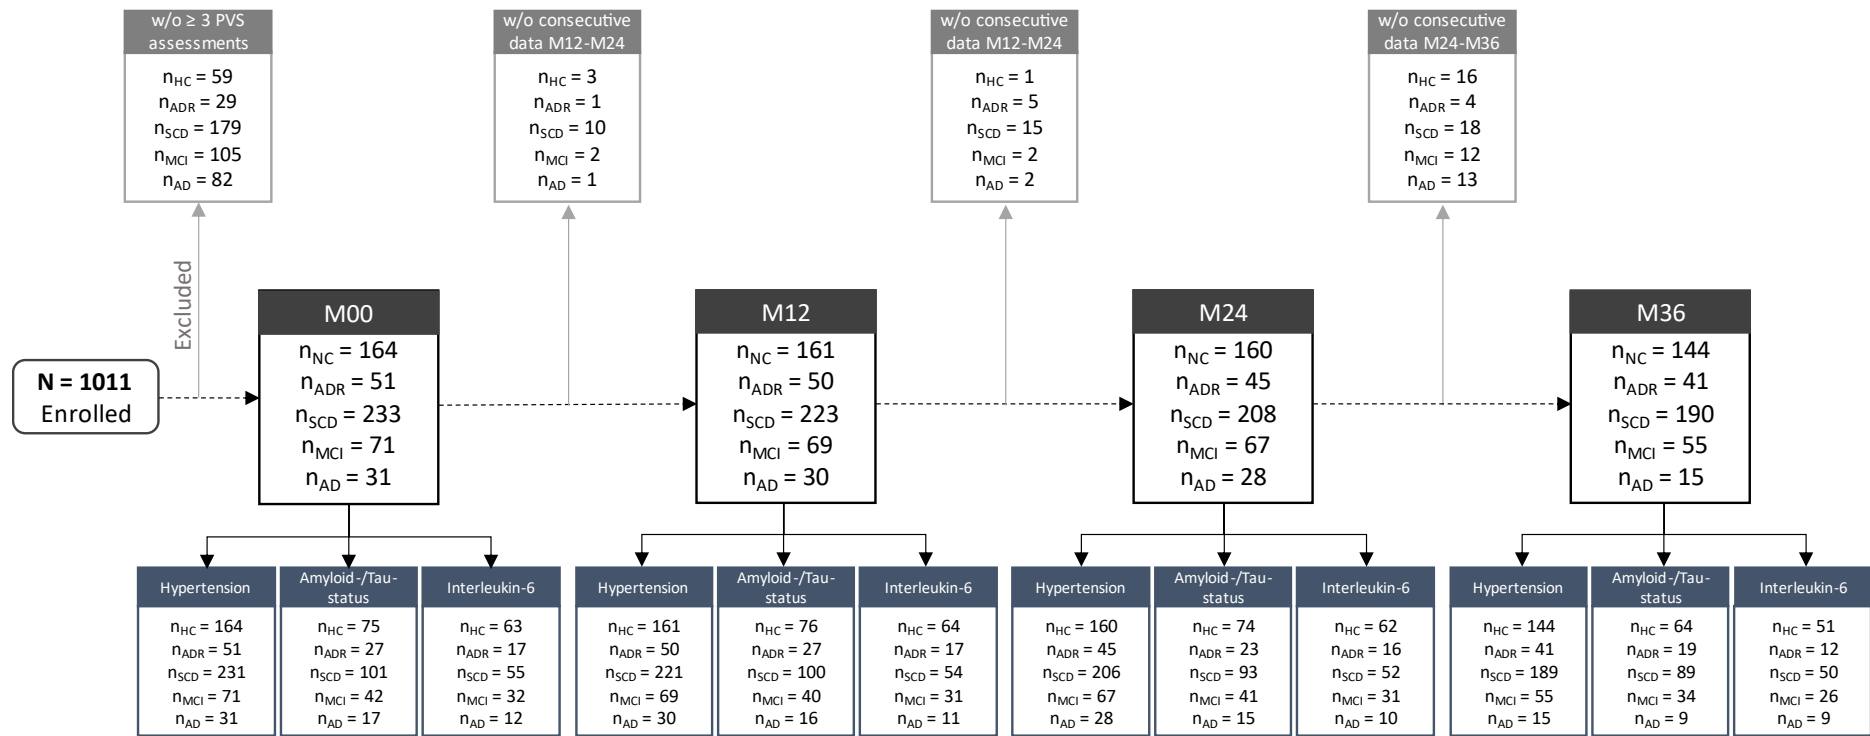 w/o ≥ 3 PVS
assessments
nHC = 59
nADR = 29
nSCD = 179
nMCI = 105
nAD = 82
w/o consecutive
data M12-M24
nHC = 3
nADR = 1
nSCD = 10
nMCI = 2
nAD = 1
w/o consecutive
data M12-M24
nHC = 1
nADR = 5
nSCD = 15
nMCI = 2
nAD = 2
w/o consecutive
data M24-M36
nHC = 16
nADR = 4
nSCD = 18
nMCI = 12
nAD = 13
Excluded
N = 1011
Enrolled
M00
nNC = 164
nADR = 51
nSCD = 233
nMCI = 71
nAD = 31
M12
nNC = 161
nADR = 50
nSCD = 223
nMCI = 69
nAD = 30
M24
nNC = 160
nADR = 45
nSCD = 208
nMCI = 67
nAD = 28
M36
nNC = 144
nADR = 41
nSCD = 190
nMCI = 55
nAD = 15
Hypertension
nHC = 164
nADR = 51
nSCD = 231
nMCI = 71
nAD = 31
Amyloid-/Tau-
status
nHC = 75
nADR = 27
nSCD = 101
nMCI = 42
nAD = 17
Interleukin-6
nHC = 63
nADR = 17
nSCD = 55
nMCI = 32
nAD = 12
Hypertension
nHC = 161
nADR = 50
nSCD = 221
nMCI = 69
nAD = 30
Amyloid-/Tau-
status
nHC = 76
nADR = 27
nSCD = 100
nMCI = 40
nAD = 16
Interleukin-6
nHC = 64
nADR = 17
nSCD = 54
nMCI = 31
nAD = 11
Hypertension
nHC = 160
nADR = 45
nSCD = 206
nMCI = 67
nAD = 28
Amyloid-/Tau-
status
nHC = 74
nADR = 23
nSCD = 93
nMCI = 41
nAD = 15
Interleukin-6
nHC = 62
nADR = 16
nSCD = 52
nMCI = 31
nAD = 10
Hypertension
nHC = 144
nADR = 41
nSCD = 189
nMCI = 55
nAD = 15
Amyloid-/Tau-
status
nHC = 64
nADR = 19
nSCD = 89
nMCI = 34
nAD = 9
Interleukin-6
nHC = 51
nADR = 12
nSCD = 50
nMCI = 26
nAD = 9